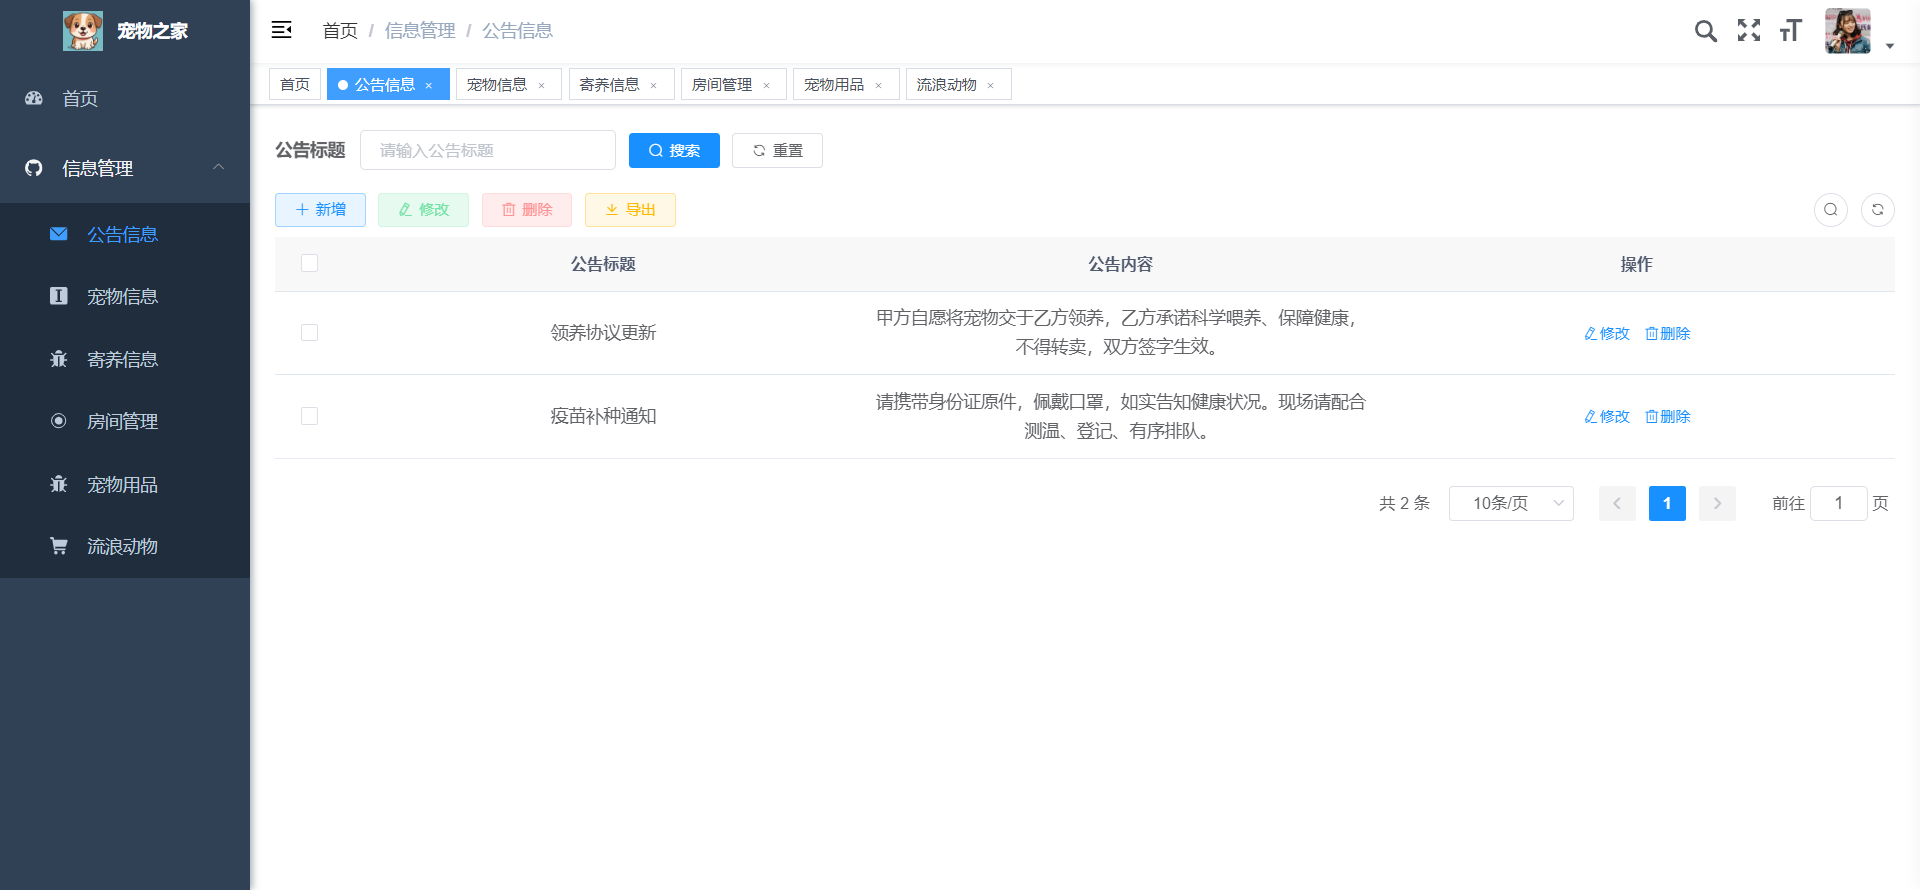 宠物之家
首页 / 信息管理 / 公告信息
首页
信息管理
公告信息
宠物信息
寄养信息
房间管理
宠物用品
流浪动物
首页 公告信息 × 宠物信息 × 寄养信息 × 房间管理 × 宠物用品 × 流浪动物 ×
公告标题 请输入公告标题 搜索 重置
新增 修改 删除 导出
公告标题 公告内容 操作
领养协议更新 甲方自愿将宠物交于乙方领养，乙方承诺科学喂养、保障健康，
不得转卖，双方签字生效。 修改 删除
疫苗补种通知 请携带身份证原件，佩戴口罩，如实告知健康状况。现场请配合
测温、登记、有序排队。 修改 删除
共 2 条 10条/页 1 前往 1 页